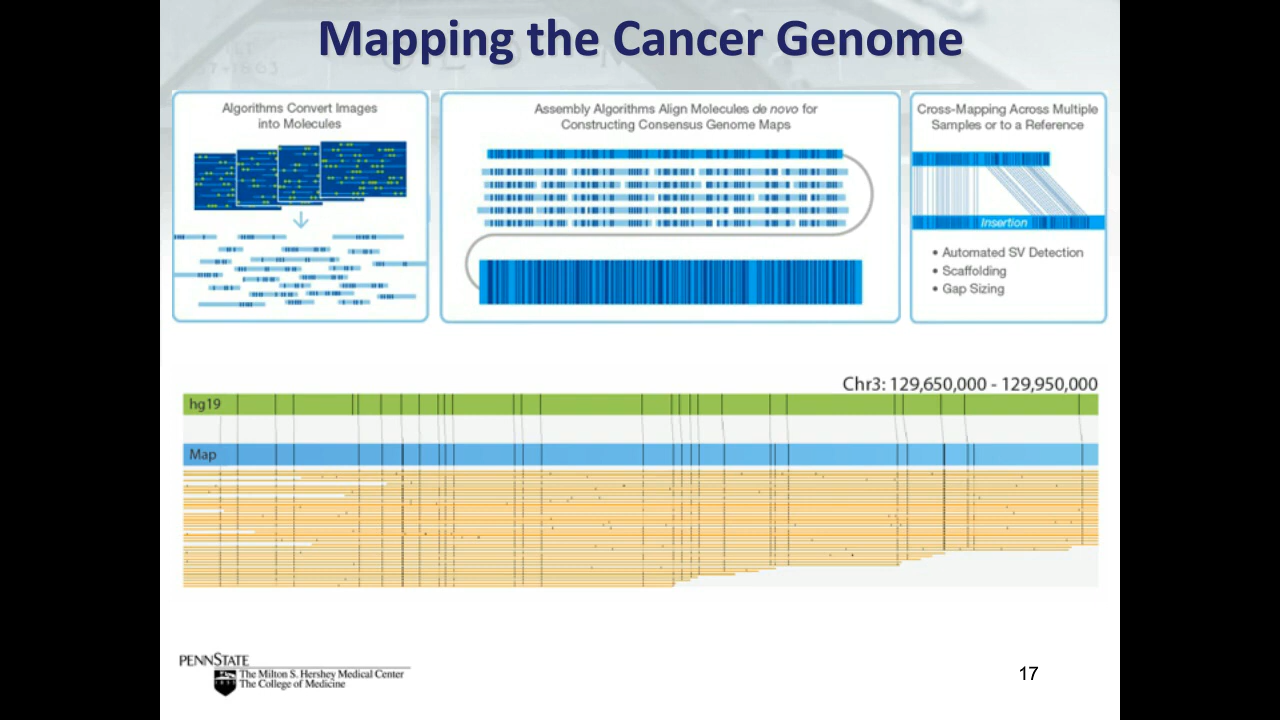 Mapping the Cancer Genome
Algorithms Convert Images
into Molecules
Assembly Algorithms Align Molecules de novo for
Constructing Consensus Genome Maps
Cross-Mapping Across Multiple
Samples or to a Reference
Insertion
• Automated SV Detection
• Scaffolding
• Gap Sizing
Chr3: 129,650,000 - 129,950,000
hg19
Map
PENNSTATE
The Milton S. Hershey Medical Center
The College of Medicine
17